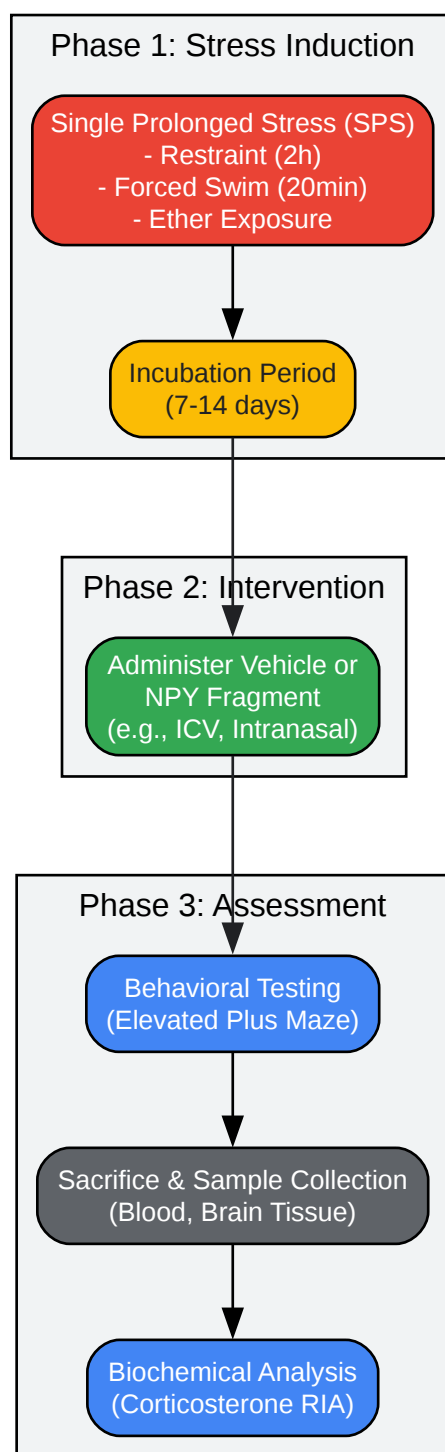 Phase 1: Stress Induction
Single Prolonged Stress (SPS)
- Restraint (2h)
- Forced Swim (20min)
- Ether Exposure
Incubation Period
(7-14 days)
Phase 2: Intervention
Administer Vehicle or
NPY Fragment
(e.g., ICV, Intranasal)
Phase 3: Assessment
Behavioral Testing
(Elevated Plus Maze)
Sacrifice & Sample Collection
(Blood, Brain Tissue)
Biochemical Analysis
(Corticosterone RIA)